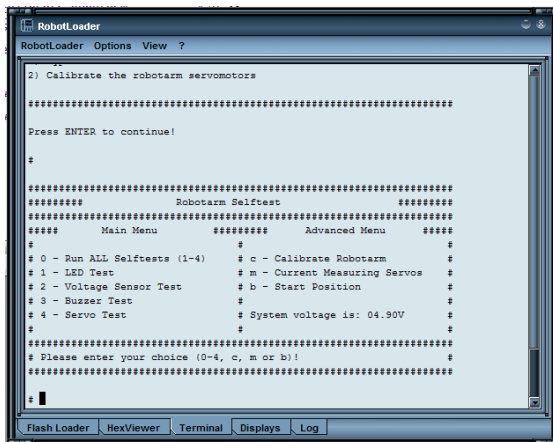 RobotLoader
RobotLoader Options View ?
2) Calibrate the robotarm servomotors
#######################################################################
Press ENTER to continue!
#
#######################################################################
######### Robotarm Selftest #########
#######################################################################
##### Main Menu ######### Advanced Menu #####
# # #
# 0 - Run ALL Selftests (1-4) # c - Calibrate Robotarm #
# 1 - LED Test # m - Current Measuring Servos #
# 2 - Voltage Sensor Test # b - Start Position #
# 3 - Buzzer Test # #
# 4 - Servo Test # System voltage is: 04.90V #
# # #
#######################################################################
# Please enter your choice (0-4, c, m or b)! #
#######################################################################
#
Flash Loader HexViewer Terminal Displays Log